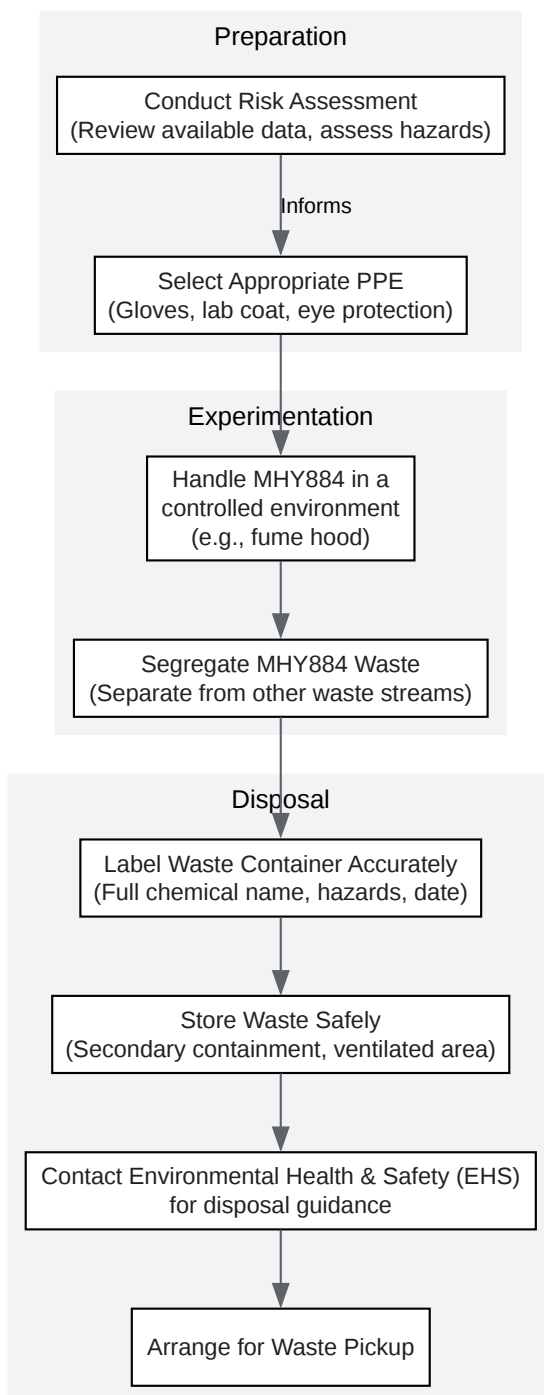 Preparation
Conduct Risk Assessment
(Review available data, assess hazards)
Informs
Select Appropriate PPE
(Gloves, lab coat, eye protection)
Experimentation
Handle MHY884 in a
controlled environment
(e.g., fume hood)
Segregate MHY884 Waste
(Separate from other waste streams)
Disposal
Label Waste Container Accurately
(Full chemical name, hazards, date)
Store Waste Safely
(Secondary containment, ventilated area)
Contact Environmental Health & Safety (EHS)
for disposal guidance
Arrange for Waste Pickup